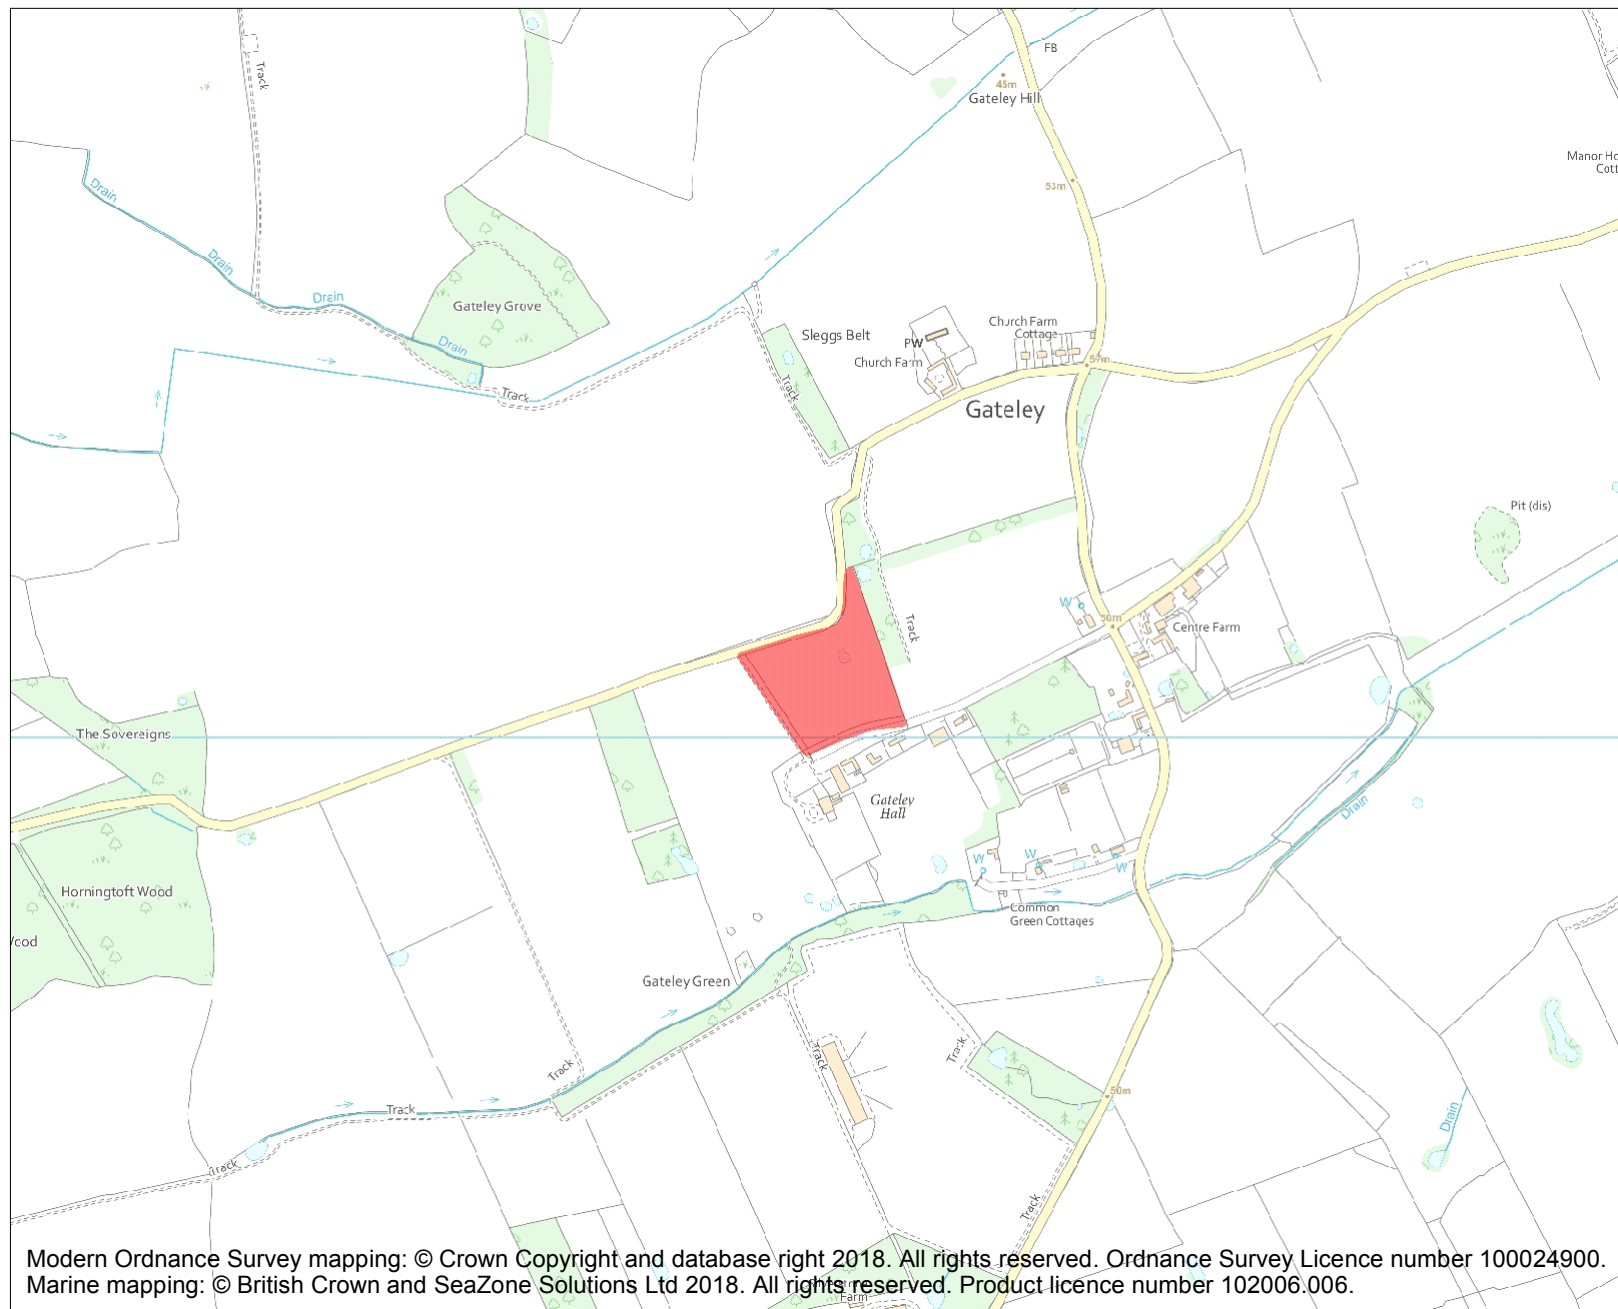 FB
Track
45m
Gateley Hill
Manor Ho
Cott
Drain
53m
Drain
Drain
Gateley Grove
Sleggs Belt
Church Farm
Cottage
PW
Church Farm
Drain
57m
Track
Track
Gateley
Pit (dis)
W
50m
Track
Centre Farm
The Sovereigns
Gateley
Hall
Drain
W
W
W
Horningtoft Wood
Common
Green Cottages
Gateley Green
Track
Track
Track
50m
Track
Drain
Track
Track
Modern Ordnance Survey mapping: © Crown Copyright and database right 2018. All rights reserved. Ordnance Survey Licence number 100024900.
Marine mapping: © British Crown and SeaZone Solutions Ltd 2018. All rights reserved. Product licence number 102006.006.
Farm